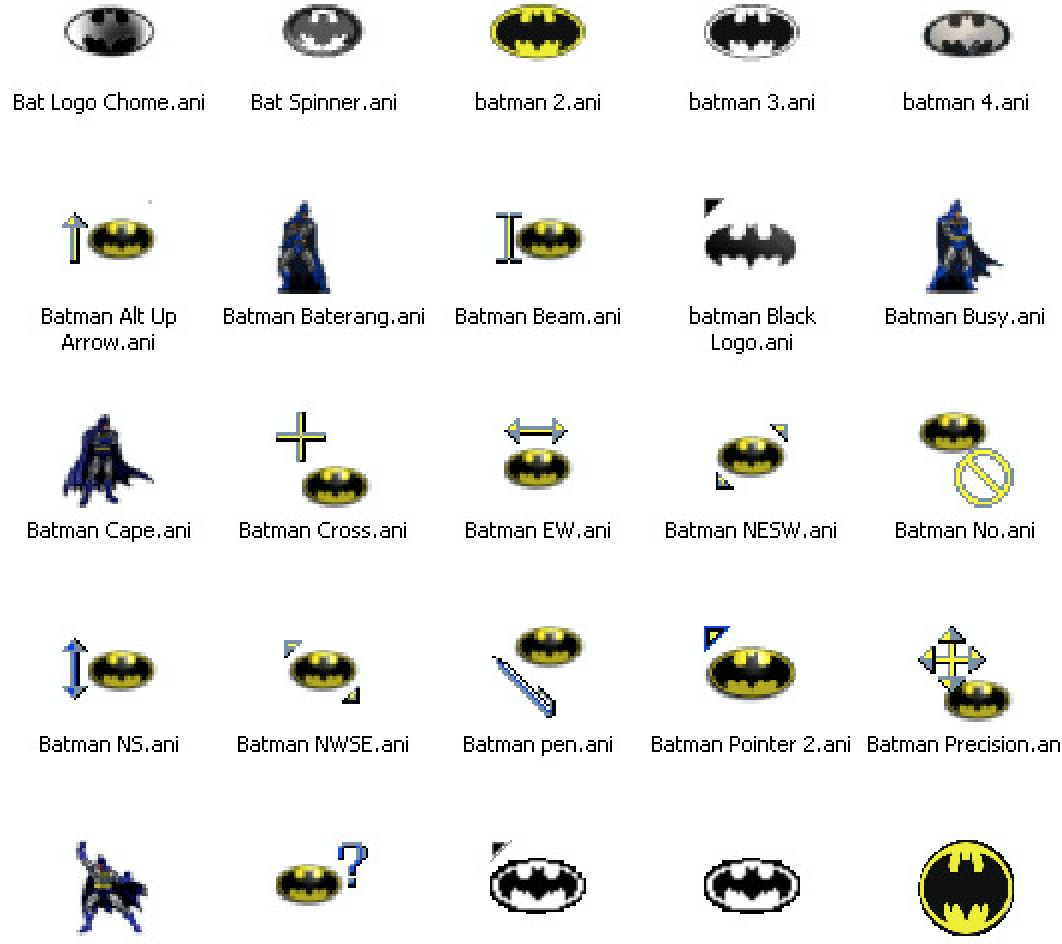 Bat Logo Chome.ani
Bat Spinner.ani
batman 2.ani
batman 3.ani
batman 4.ani
Batman Alt Up
Arrow.ani
Batman Baterang.ani
Batman Beam.ani
batman Black
Logo.ani
Batman Busy.ani
Batman Cape.ani
Batman Cross.ani
Batman EW.ani
Batman NESW.ani
Batman No.ani
Batman NS.ani
Batman NWSE.ani
Batman pen.ani
Batman Pointer 2.ani
Batman Precision.an
?